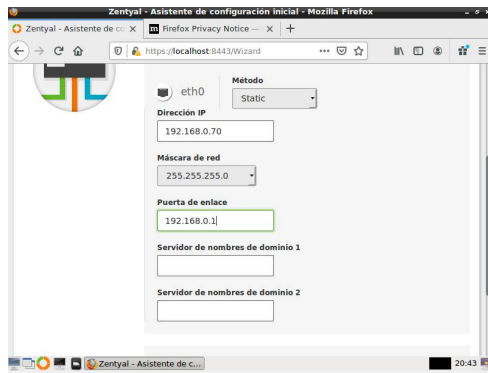 Zentyal - Asistente de configuración inicial - Mozilla Firefox
Zentyal - Asistente de co
Firefox Privacy Notice —
https://localhost:8443/Wizard
eth0
Método
Static
Dirección IP
192.168.0.70
Máscara de red
255.255.255.0
Puerta de enlace
192.168.0.1
Servidor de nombres de dominio 1
Servidor de nombres de dominio 2
Zentyal - Asistente de c...
20:43